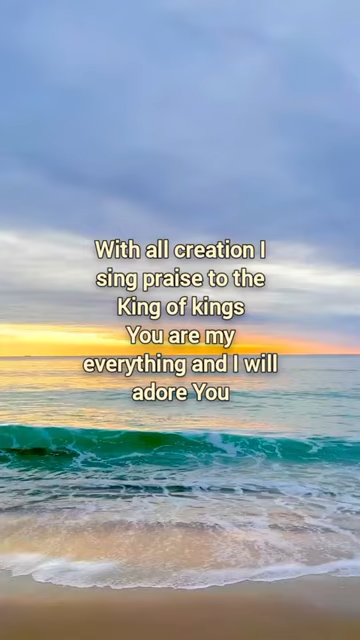 With all creation I
sing praise to the
King of kings
You are my
everything and I will
adore You